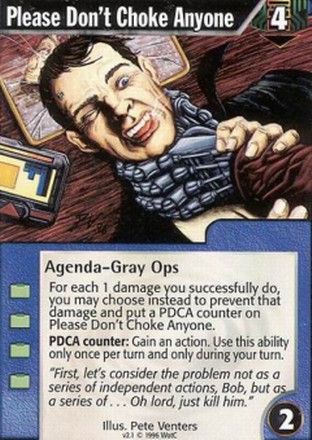 Please Don't Choke Anyone
4
Agenda-Gray Ops
For each 1 damage you successfully do,
you may choose instead to prevent that
damage and put a PDCA counter on
Please Don't Choke Anyone.
PDCA counter: Gain an action. Use this ability
only once per turn and only during your turn.
"First, let's consider the problem not as a
series of independent actions, Bob, but as
a series of . . . Oh lord, just kill him."
Illus. Pete Venters
v2.1 © 1996 WotC
2